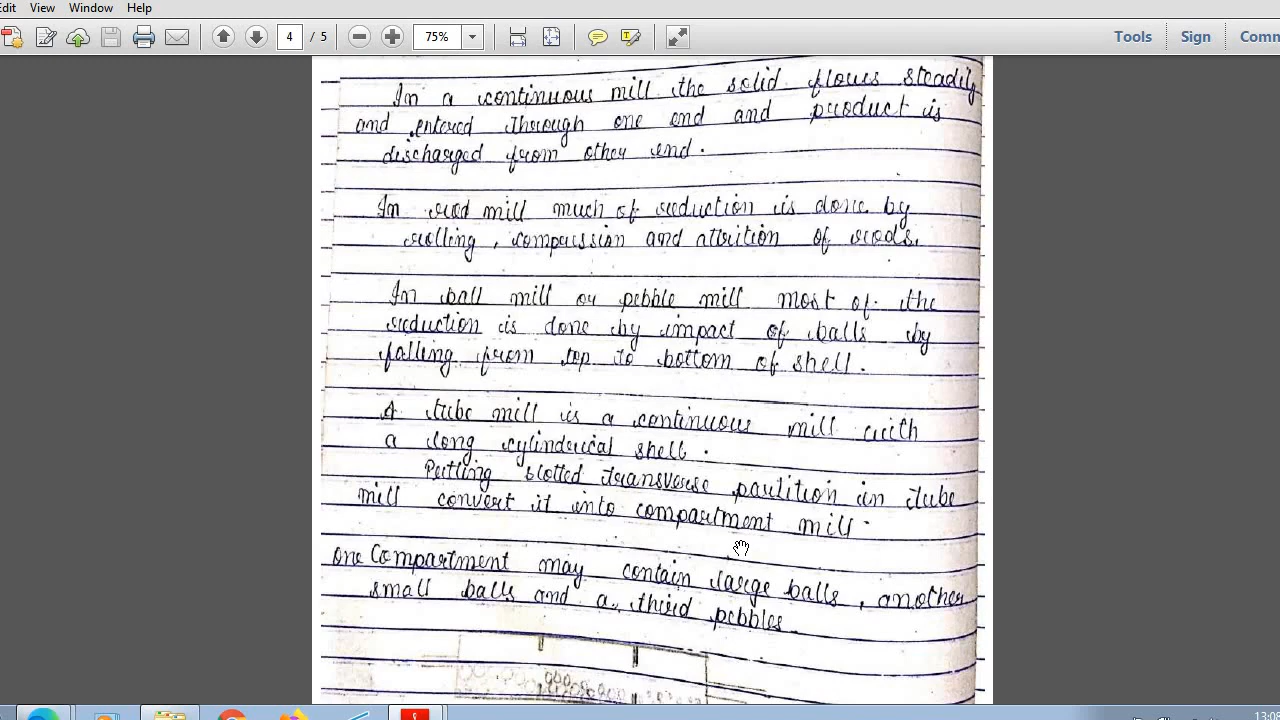 Edit View Window Help
4 / 5 75% Tools Sign Comm
In a continuous mill the solid flows steadily
and entered through one end and product is
discharged from other end.
In rod mill much of reduction is done by
rolling, compression and attrition of rods.
In ball mill or pebble mill most of the
reduction is done by impact of balls by
falling from top to bottom of shell.
A tube mill is a continuous mill with
a long cylinderical shell.
Putting slotted transverse partition in tube
mill convert it into compartment mill.
one Compartment may contain large balls, another
small balls and a third pebbles
13:08